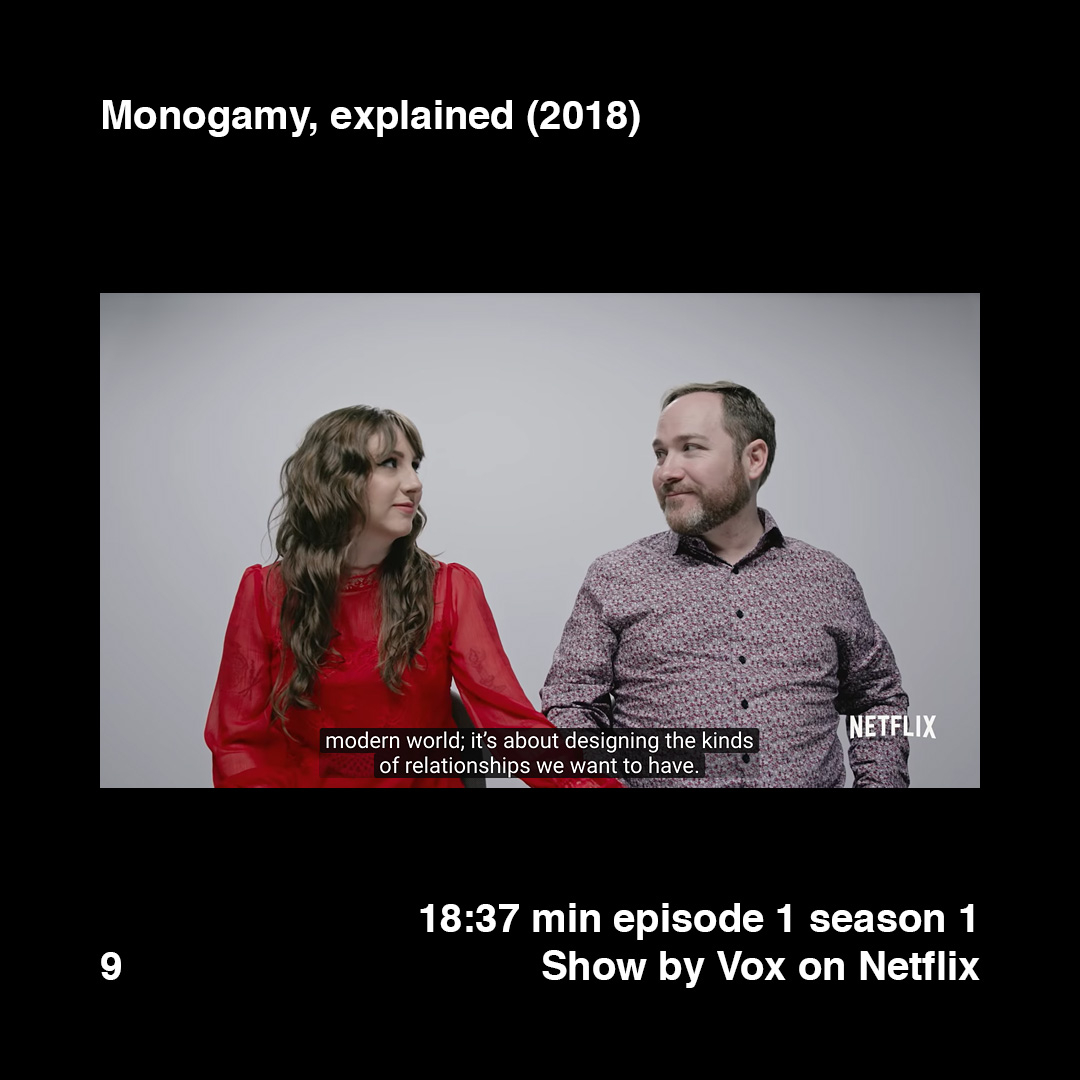 Monogamy, explained (2018)
NETFLIX
modern world; it’s about designing the kinds
of relationships we want to have.
18:37 min episode 1 season 1
9
Show by Vox on Netflix